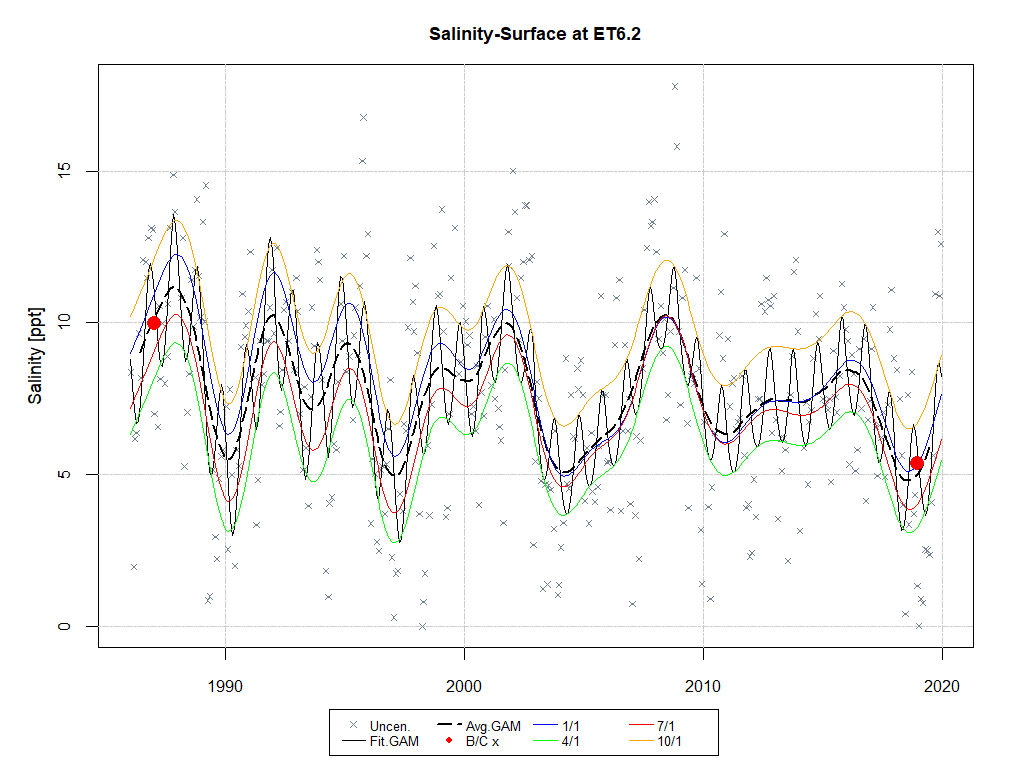 Salinity-Surface at ET6.2
Salinity [ppt]
15
10
5
0
1990 2000 2010 2020
Uncen. Avg.GAM 1/1 7/1
Fit.GAM B/C x 4/1 10/1